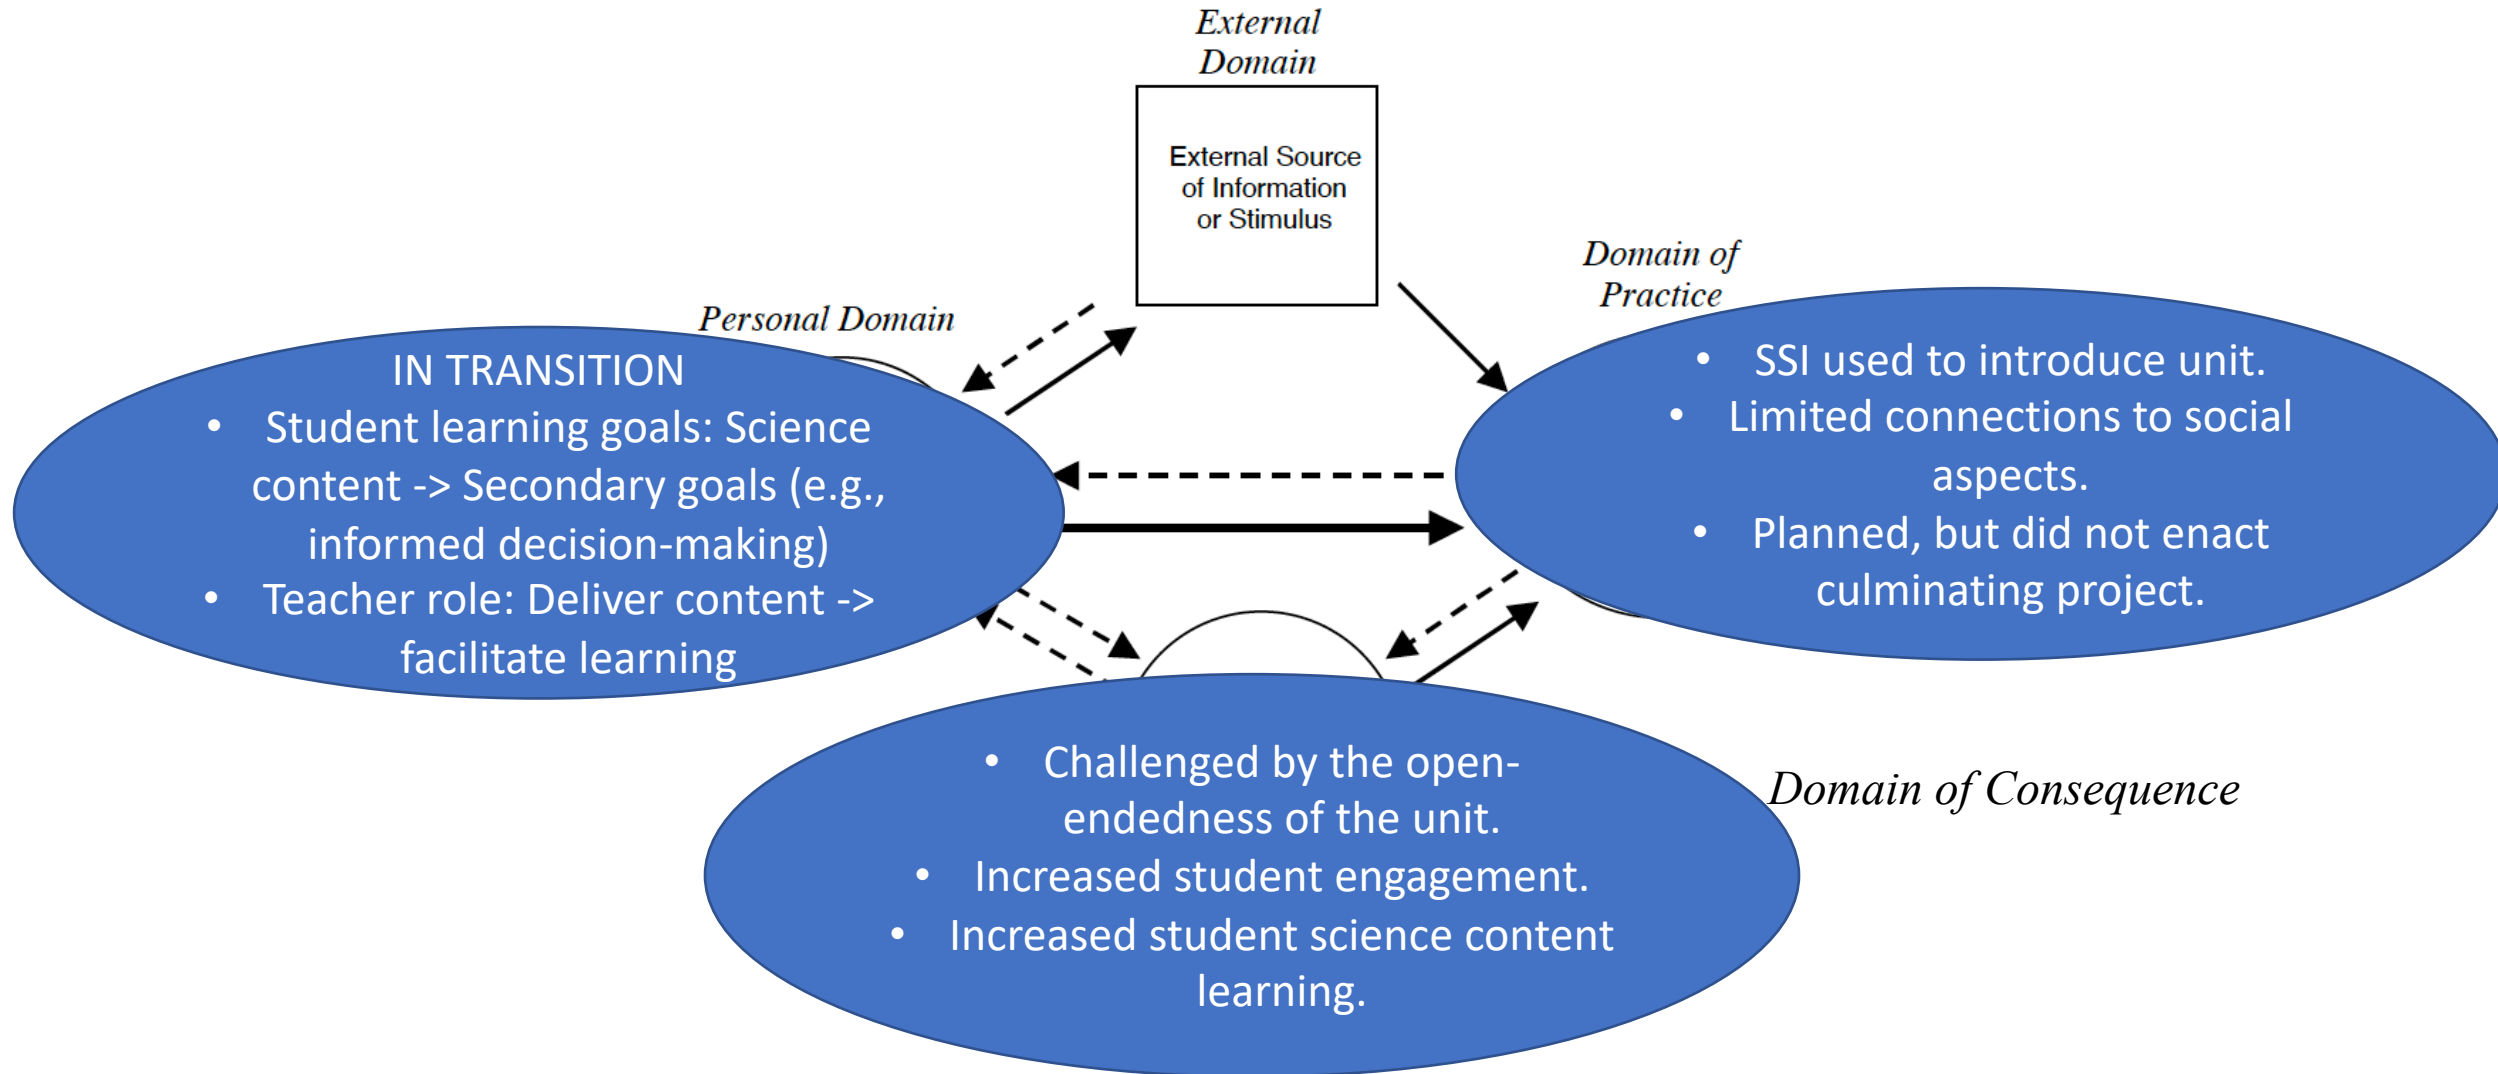 External
Domain
External Source
of Information
or Stimulus
Domain of
Practice
Personal Domain
IN TRANSITION
• Student learning goals: Science
content -> Secondary goals (e.g.,
informed decision-making)
• Teacher role: Deliver content ->
facilitate learning
• SSI used to introduce unit.
• Limited connections to social
aspects.
• Planned, but did not enact
culminating project.
• Challenged by the open-
endedness of the unit.
• Increased student engagement.
• Increased student science content
learning.
Domain of Consequence